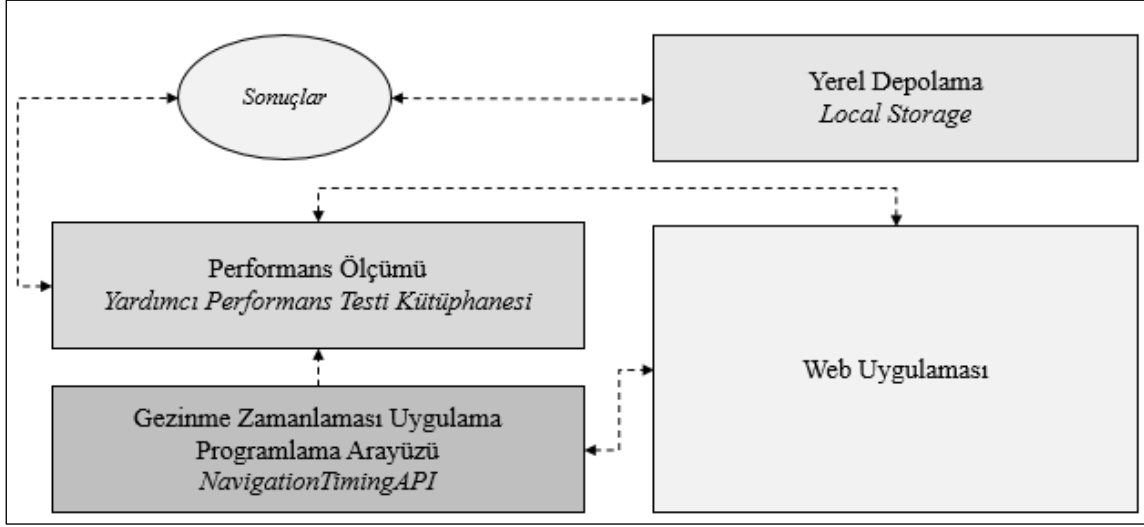 Sonuçlar
Yerel Depolama
Local Storage
Performans Ölçümü
Yardımcı Performans Testi Kütüphanesi
Web Uygulaması
Gezinme Zamanlaması Uygulama
Programlama Arayüzü
NavigationTimingAPI